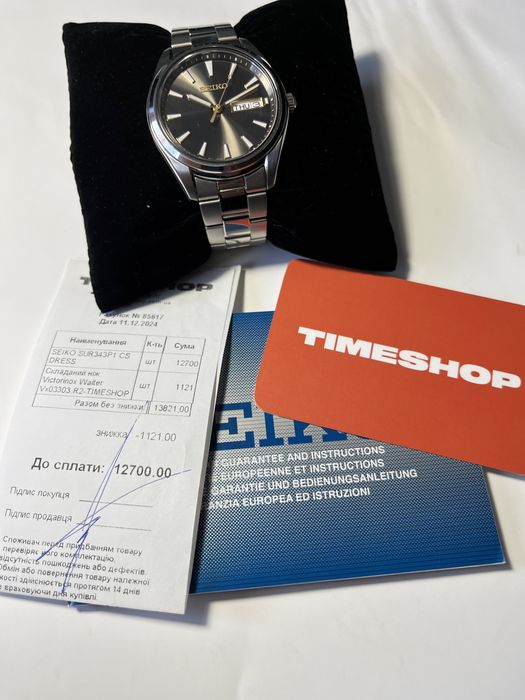 SEIKO
THU
TIMESHOP
№ 85617
Дата 11.12.2024
Найменування К-ть Сума
SEIKO SUR343P1 CS
DRESS шт 12700
Складаний ніж
Victorinox Waiter
Vx03303.R2-TIMESHOP шт 1121
Разом без знижки 13821.00
знижка -1121,00
До сплати: 12700.00
Підпис покупця
Підпис продавця
Споживач перед придбанням товару
перевіряє його комплектацію,
відсутність пошкоджень або дефектів.
Обмін або повернення товару належної
якості здійснюється протягом 14 днів
не враховуючи дня купівлі.
TIMESHOP
GUARANTEE AND INSTRUCTIONS
EUROPÉENNE ET INSTRUCTIONS
GARANTIE UND BEDIENUNGSANLEITUNG
EUROPEA ED ISTRUZIONI